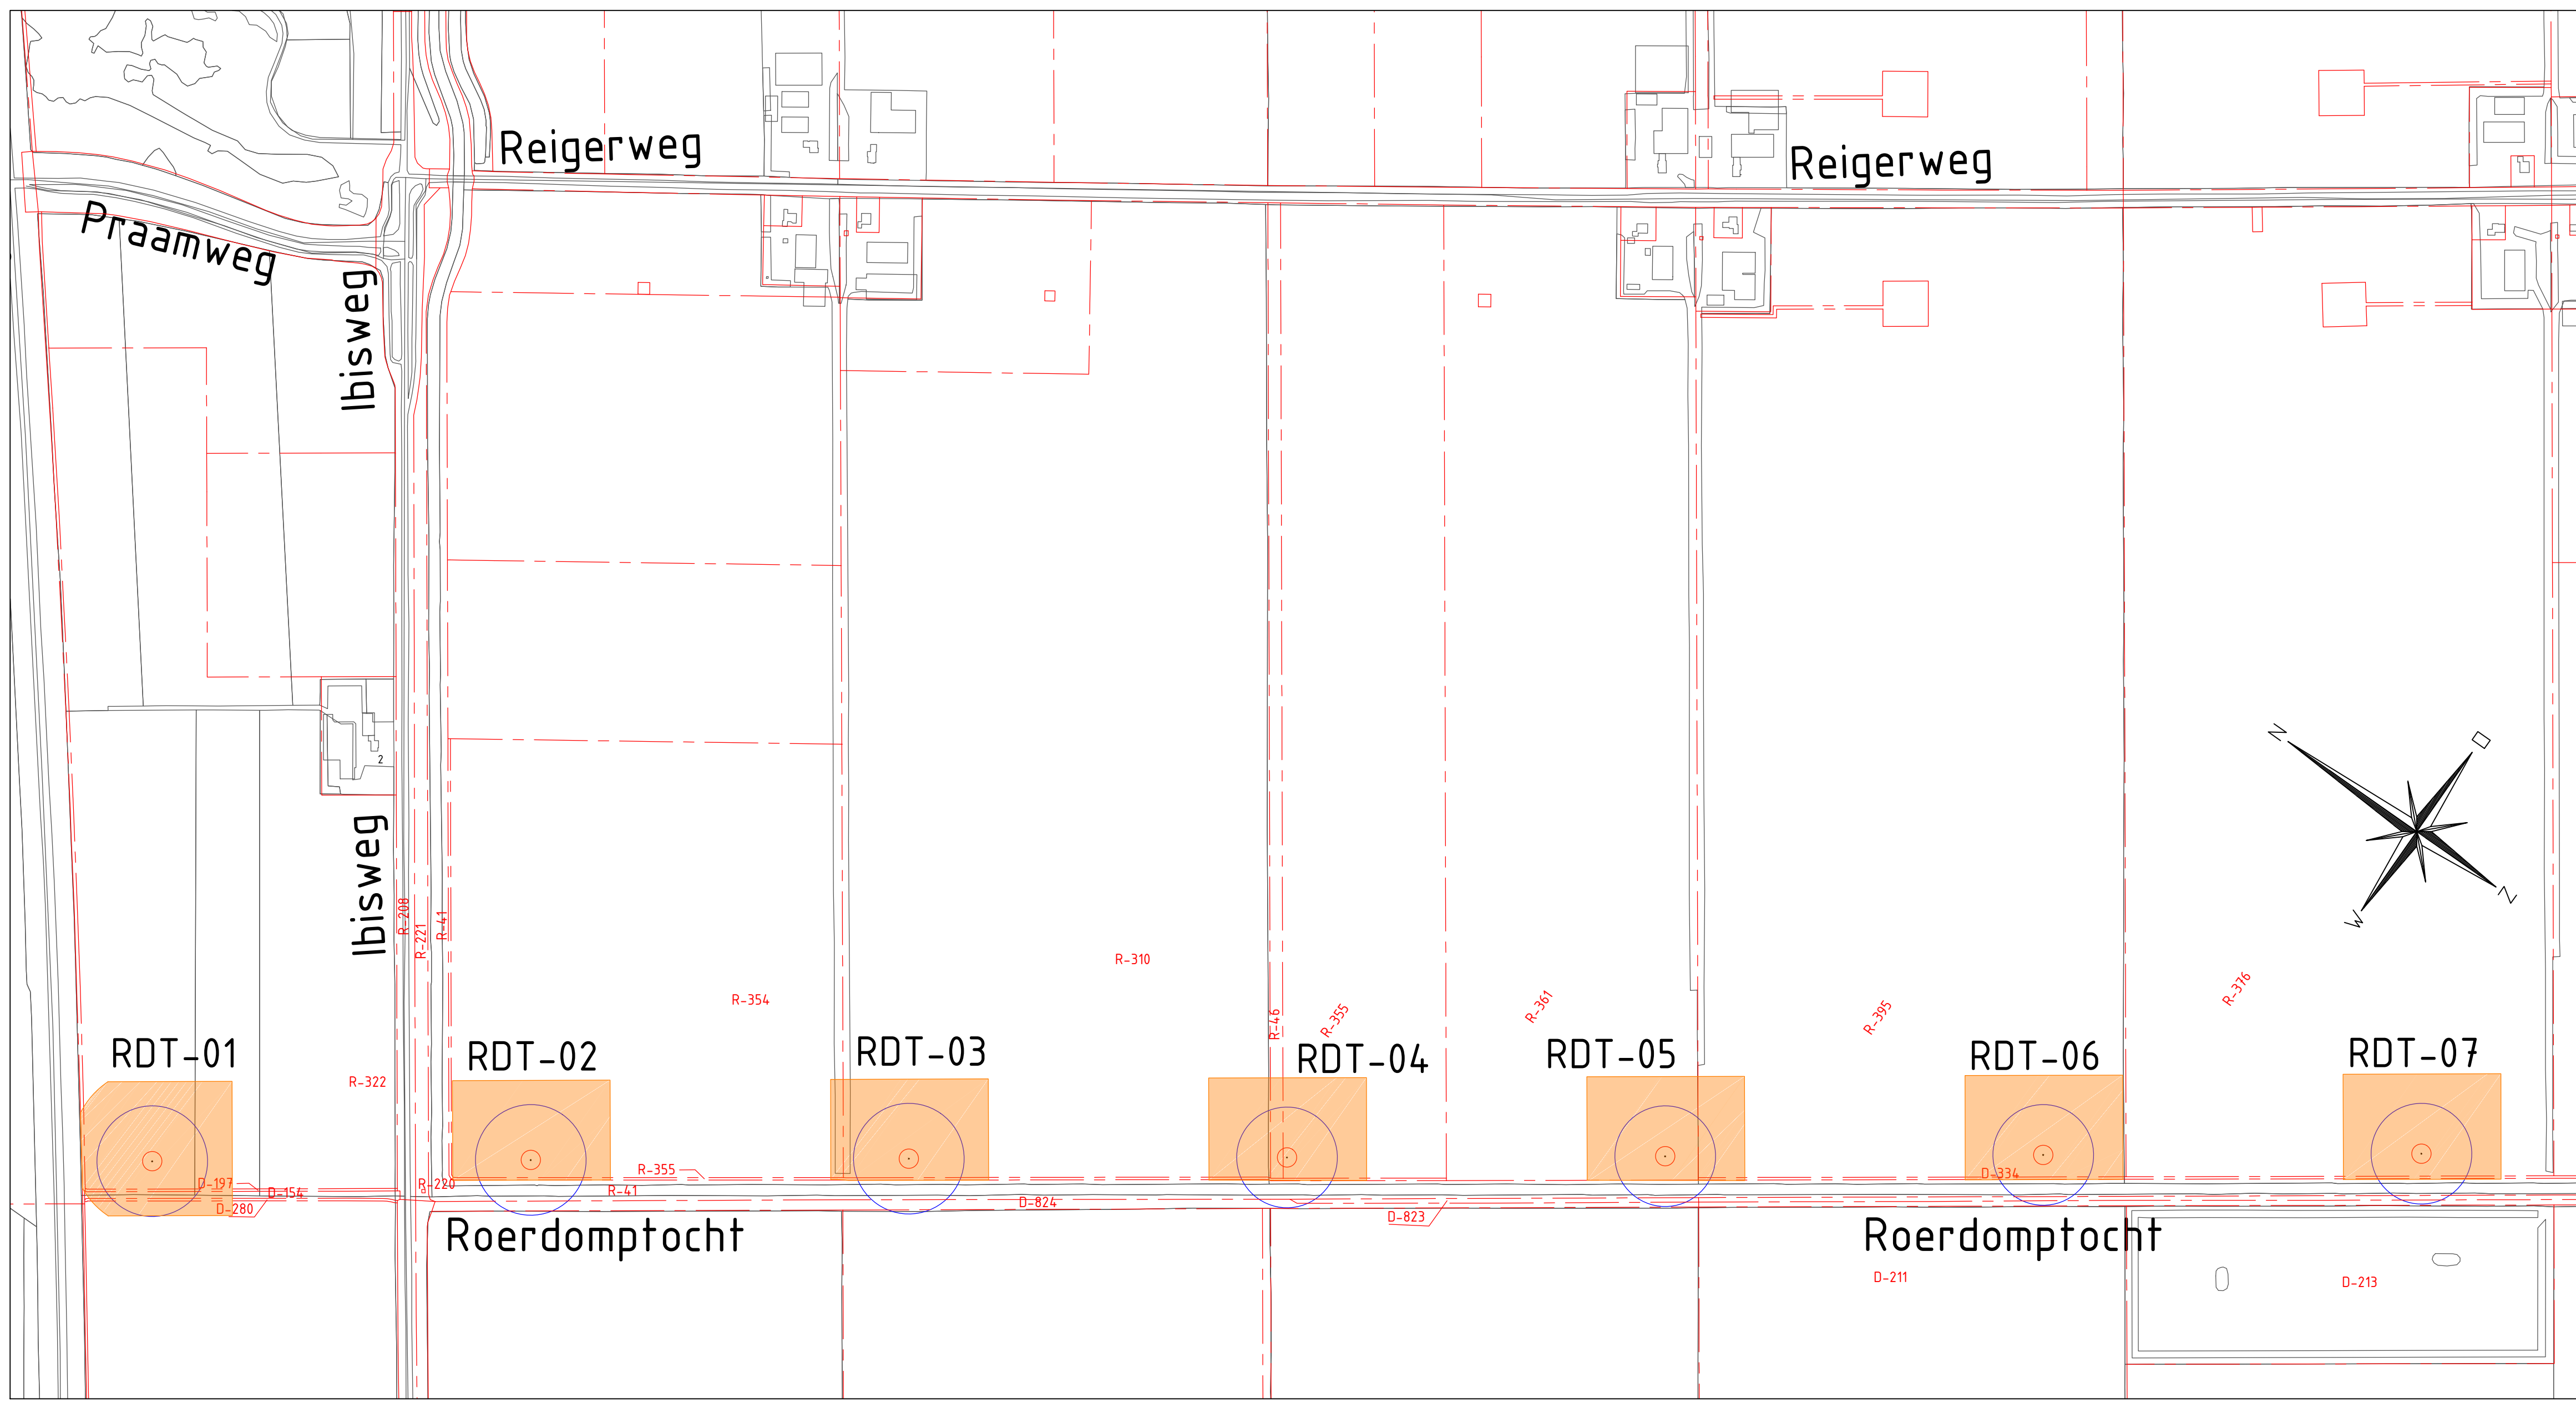 Reigerweg
Reigerweg
Praamweg
Ibisweg
2
N
O
W
Z
Ibisweg
R-208
R-221
R-41
R-354
R-310
R-46
R-355
R-361
R-395
R-376
RDT-01
RDT-02
RDT-03
RDT-04
RDT-05
RDT-06
RDT-07
R-322
D-197
D-154
D-280
R-220
R-355
R-41
D-824
D-823
D-334
Roerdomptocht
Roerdomptocht
D-211
D-213